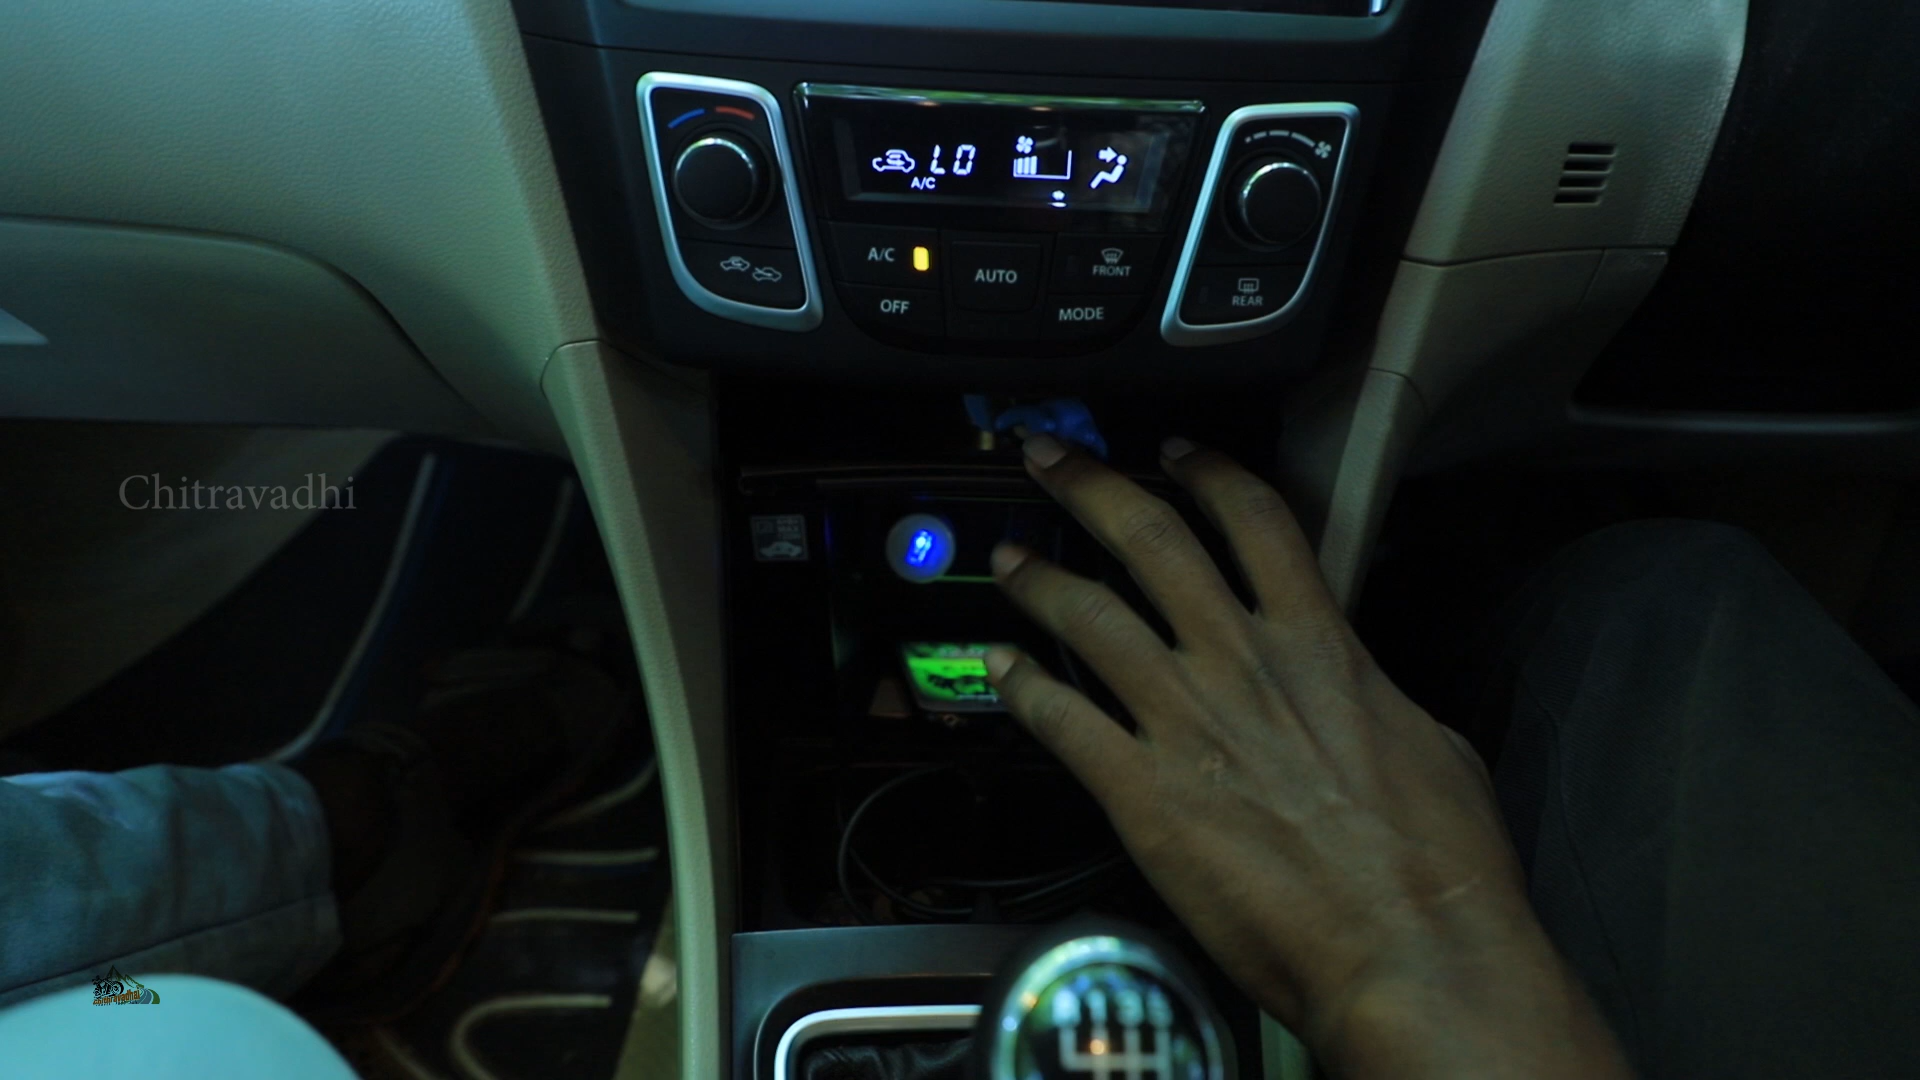 LO
A/C
A/C
AUTO
FRONT
OFF
MODE
REAR
Chitravadhi